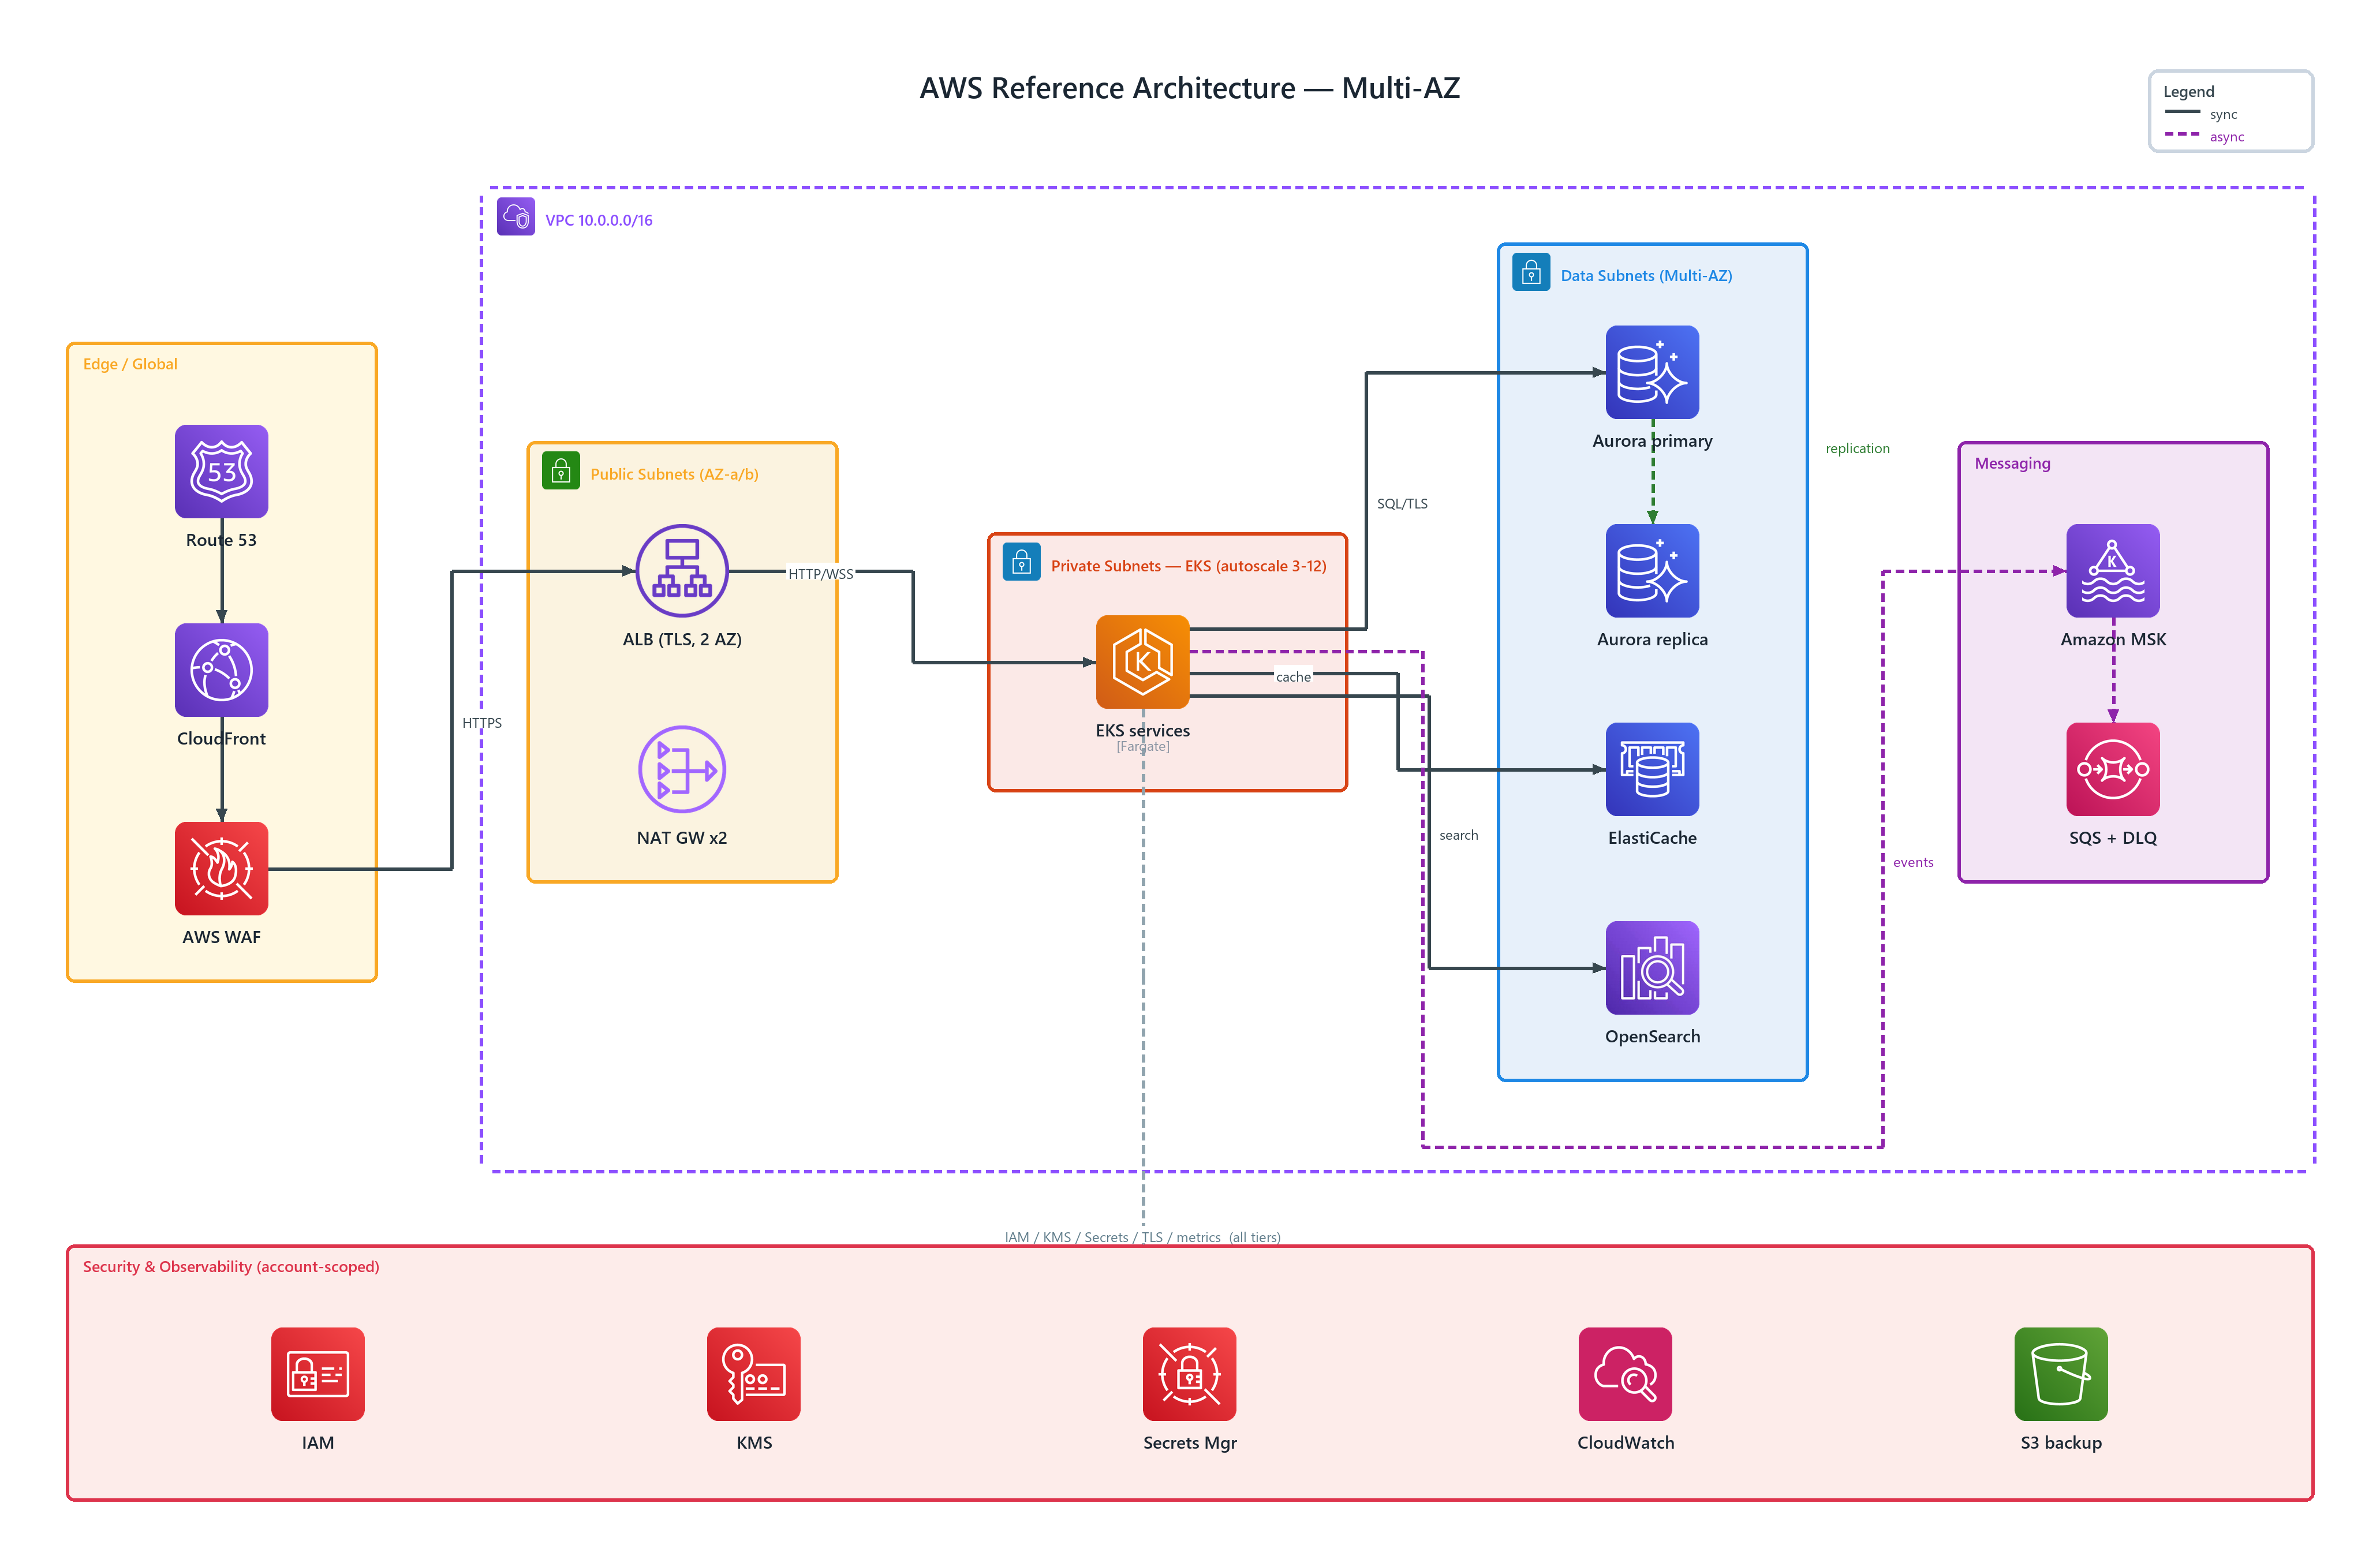 AWS Reference Architecture — Multi-AZ
Legend
sync
async
VPC 10.0.0.0/16
Edge / Global
53
Route 53
CloudFront
AWS WAF
HTTPS
Public Subnets (AZ-a/b)
ALB (TLS, 2 AZ)
NAT GW x2
HTTP/WSS
Private Subnets — EKS (autoscale 3-12)
K
EKS services
[Fargate]
SQL/TLS
cache
search
Data Subnets (Multi-AZ)
Aurora primary
replication
Aurora replica
ElastiCache
OpenSearch
events
Messaging
K
Amazon MSK
SQS + DLQ
IAM / KMS / Secrets / TLS / metrics (all tiers)
Security & Observability (account-scoped)
IAM
KMS
Secrets Mgr
CloudWatch
S3 backup